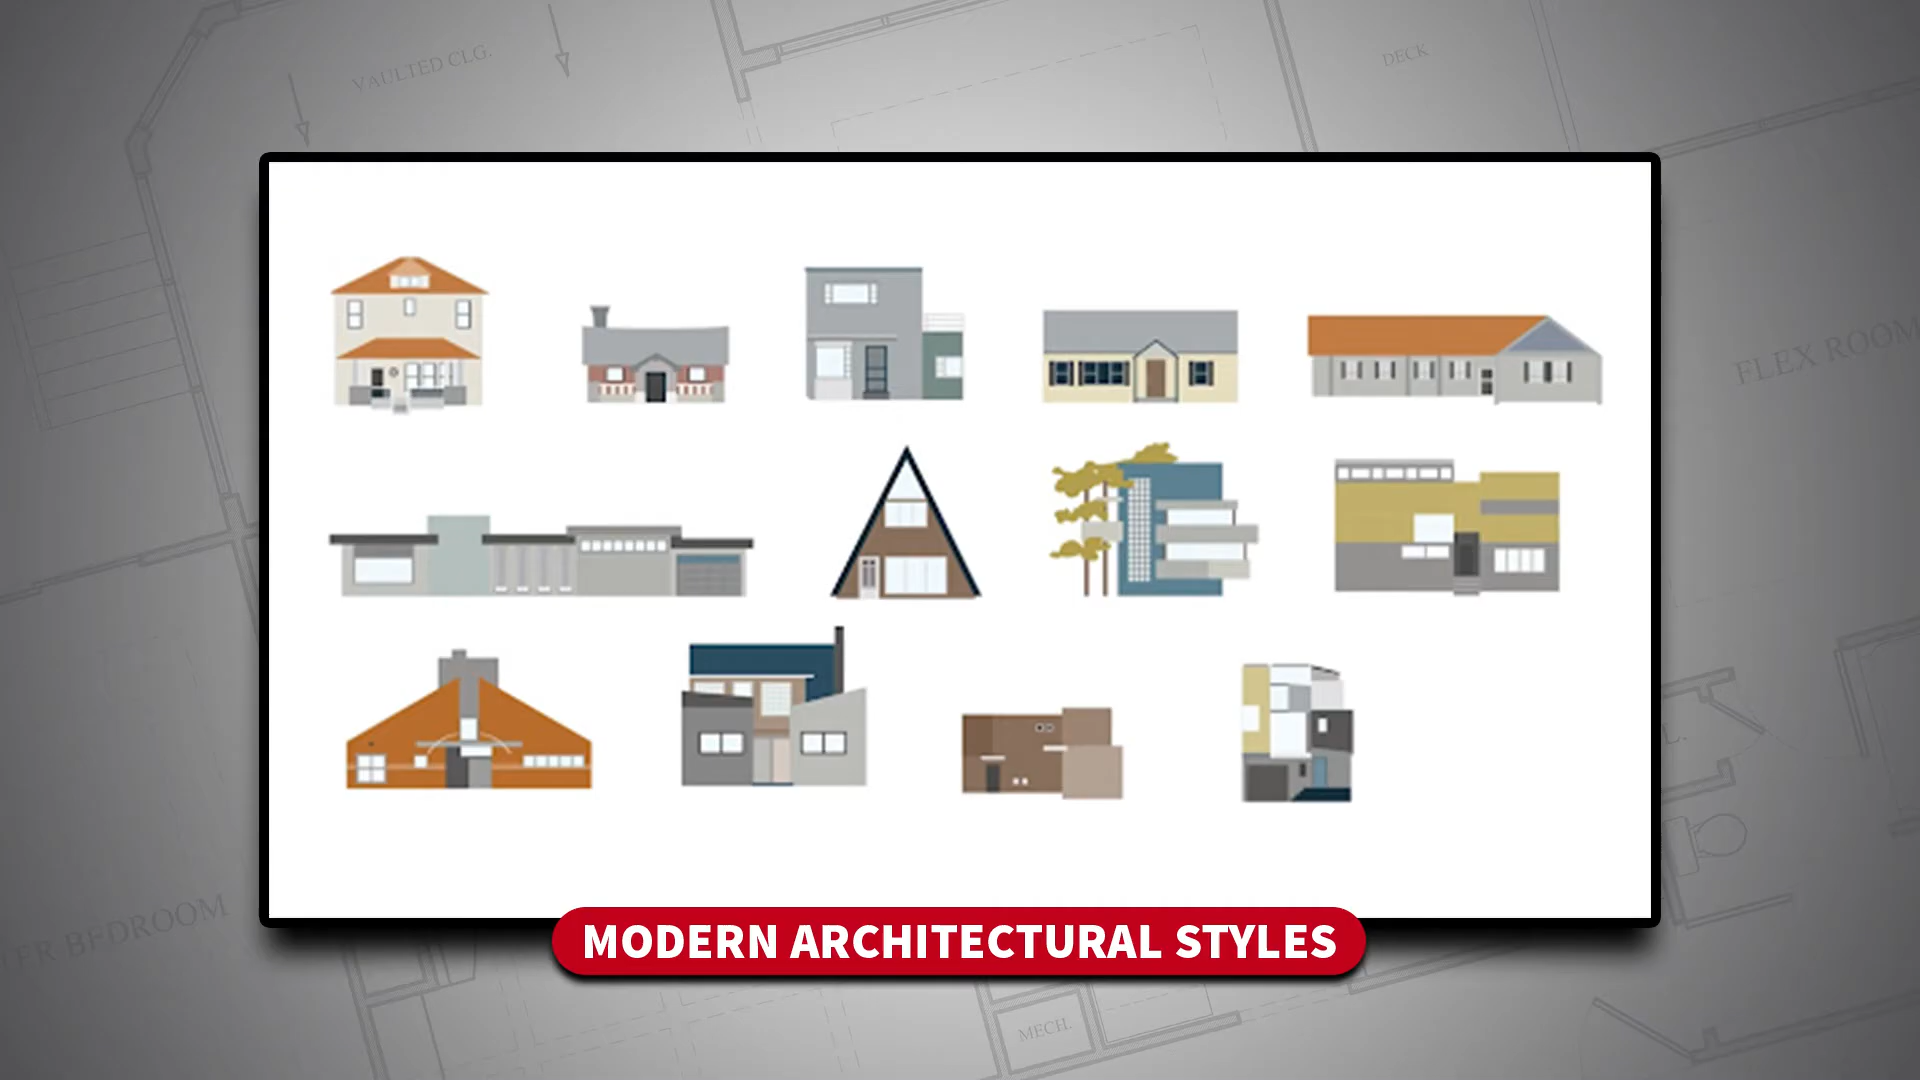 VAULTED CLG.
DECK
FLEX ROOM
MODERN ARCHITECTURAL STYLES
MECH.